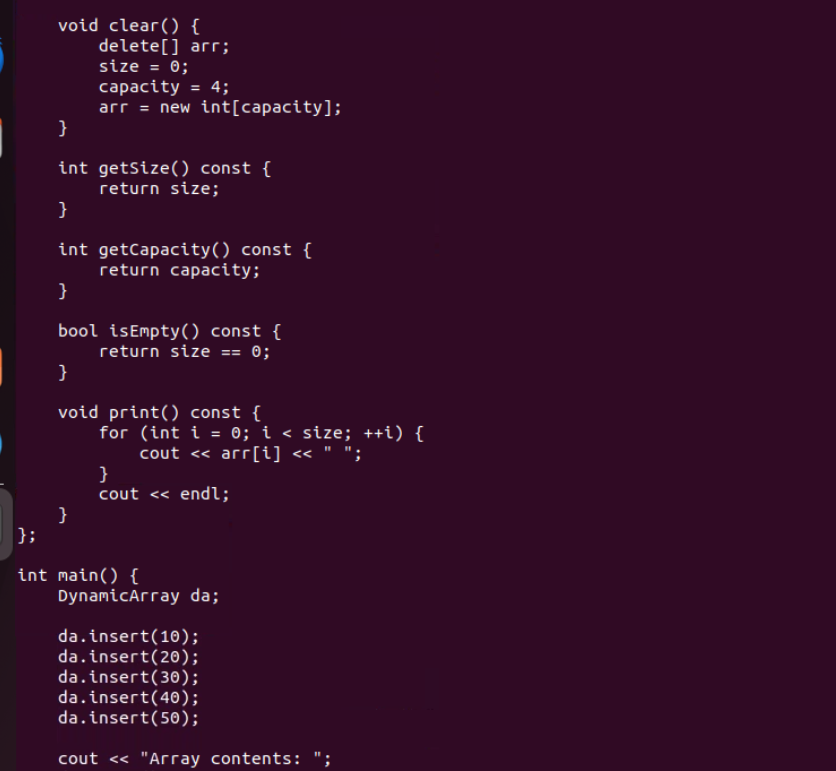 void clear() {
        delete[] arr;
        size = 0;
        capacity = 4;
        arr = new int[capacity];
    }

    int getSize() const {
        return size;
    }

    int getCapacity() const {
        return capacity;
    }

    bool isEmpty() const {
        return size == 0;
    }

    void print() const {
        for (int i = 0; i < size; ++i) {
            cout << arr[i] << " ";
        }
        cout << endl;
    }
};

int main() {
    DynamicArray da;

    da.insert(10);
    da.insert(20);
    da.insert(30);
    da.insert(40);
    da.insert(50);

    cout << "Array contents: ";